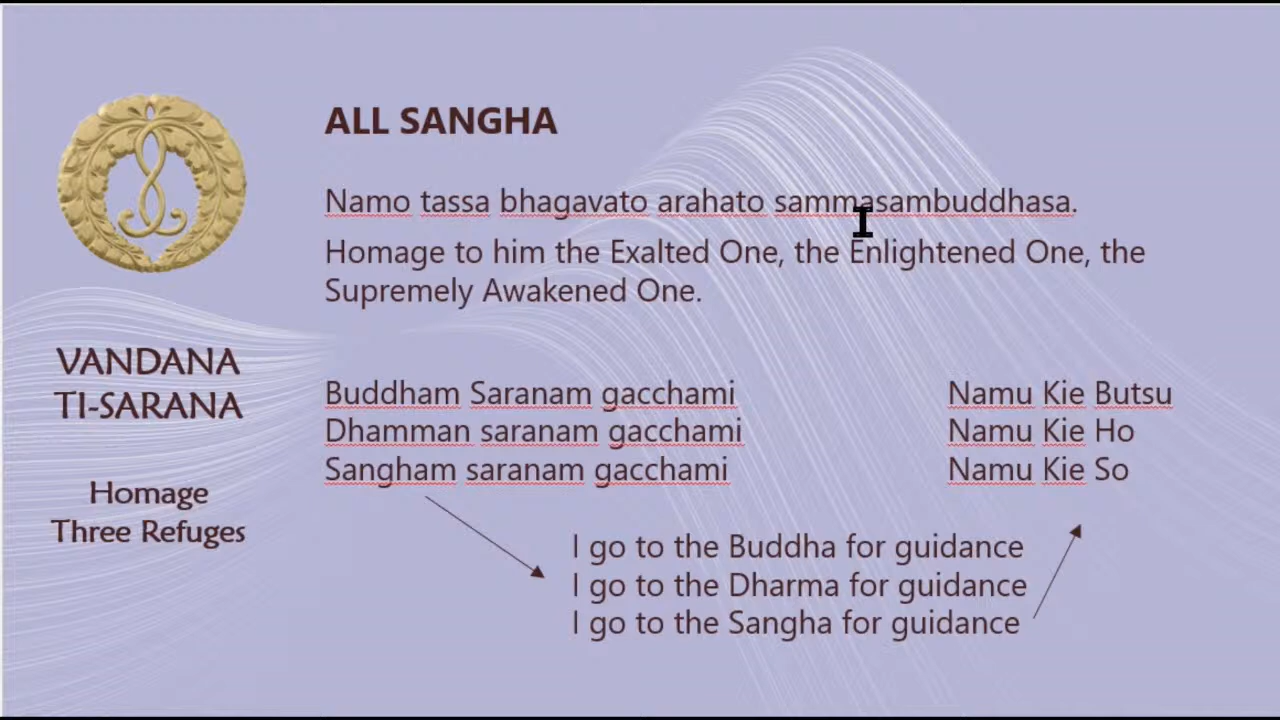 ALL SANGHA
Namo tassa bhagavato arahato sammasambuddhasa.
Homage to him the Exalted One, the Enlightened One, the
Supremely Awakened One.
VANDANA
TI-SARANA
Homage
Three Refuges
Buddham Saranam gacchami
Dhamman saranam gacchami
Sangham saranam gacchami
Namu Kie Butsu
Namu Kie Ho
Namu Kie So
I go to the Buddha for guidance
I go to the Dharma for guidance
I go to the Sangha for guidance